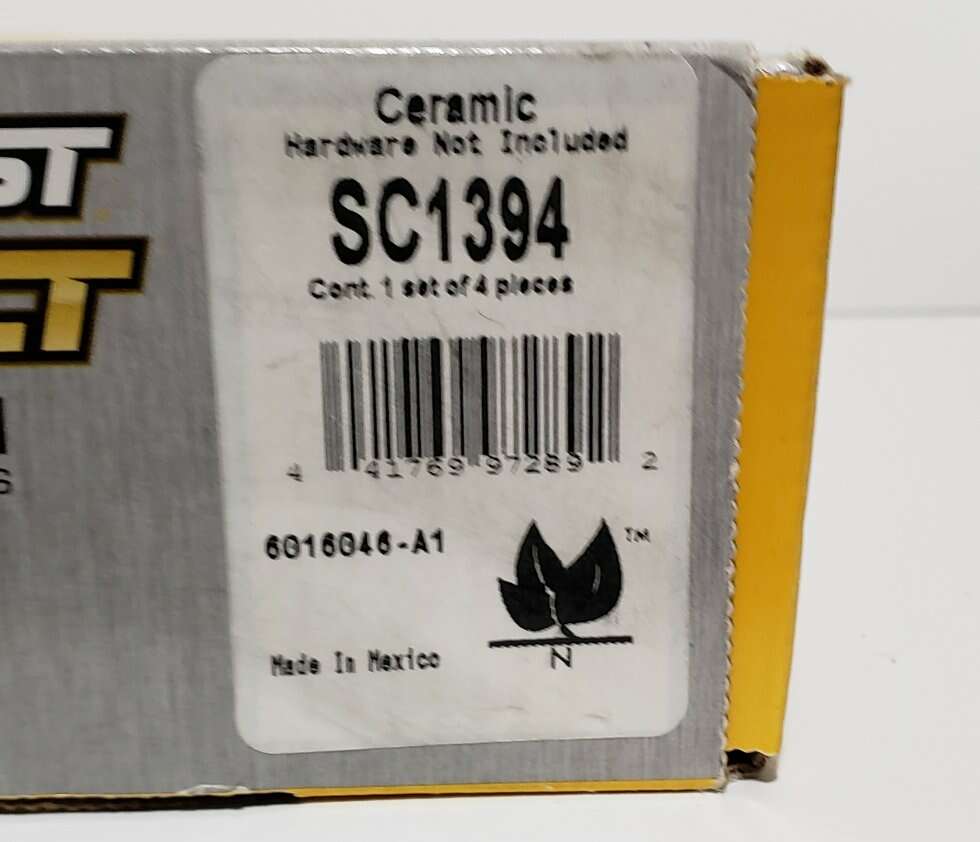 Ceramic
Hardware Not Included
SC1394
Cont. 1 set of 4 pieces
4 41769 97289 2
6016046-A1
TM
N
Made In Mexico